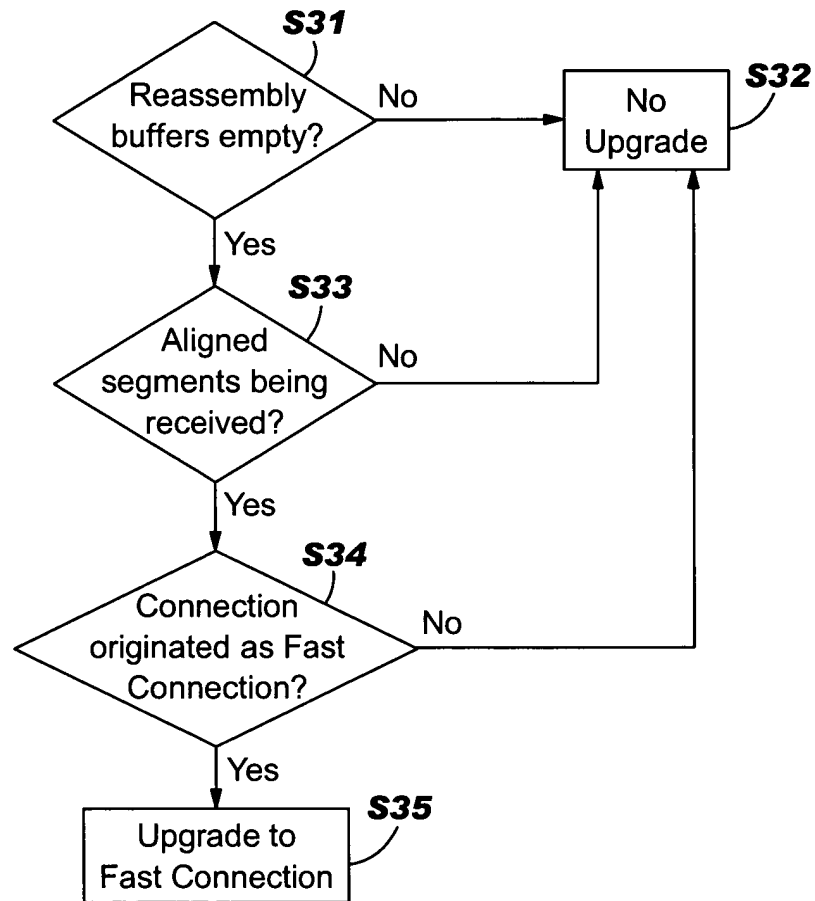 S31
Reassembly
buffers empty?
No
No
Upgrade
S32
Yes
S33
Aligned
segments being
received?
No
Yes
S34
Connection
originated as Fast
Connection?
No
Yes
S35
Upgrade to
Fast Connection